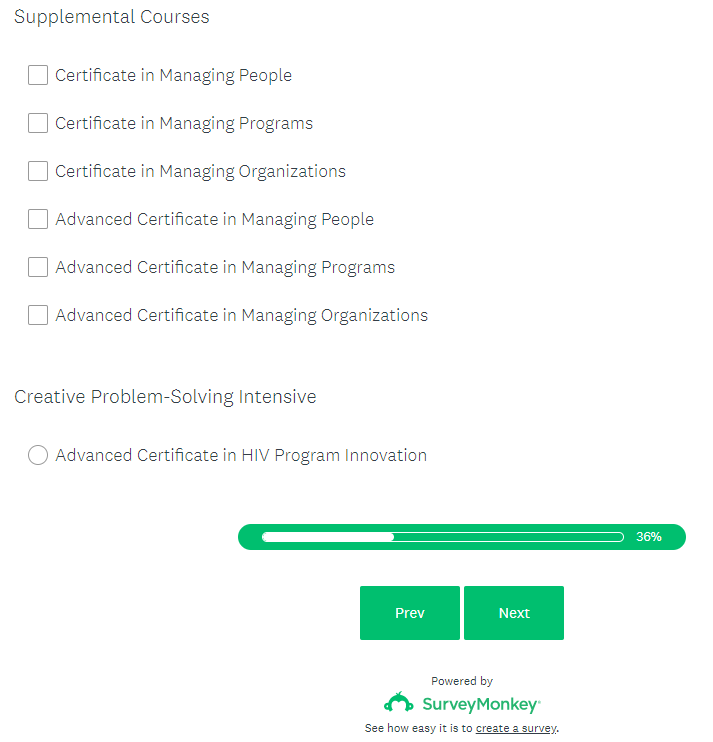 Supplemental Courses
Certificate in Managing People
Certificate in Managing Programs
Certificate in Managing Organizations
Advanced Certificate in Managing People
Advanced Certificate in Managing Programs
Advanced Certificate in Managing Organizations
Creative Problem-Solving Intensive
Advanced Certificate in HIV Program Innovation
36%
Prev
Next
Powered by
SurveyMonkey
See how easy it is to create a survey.